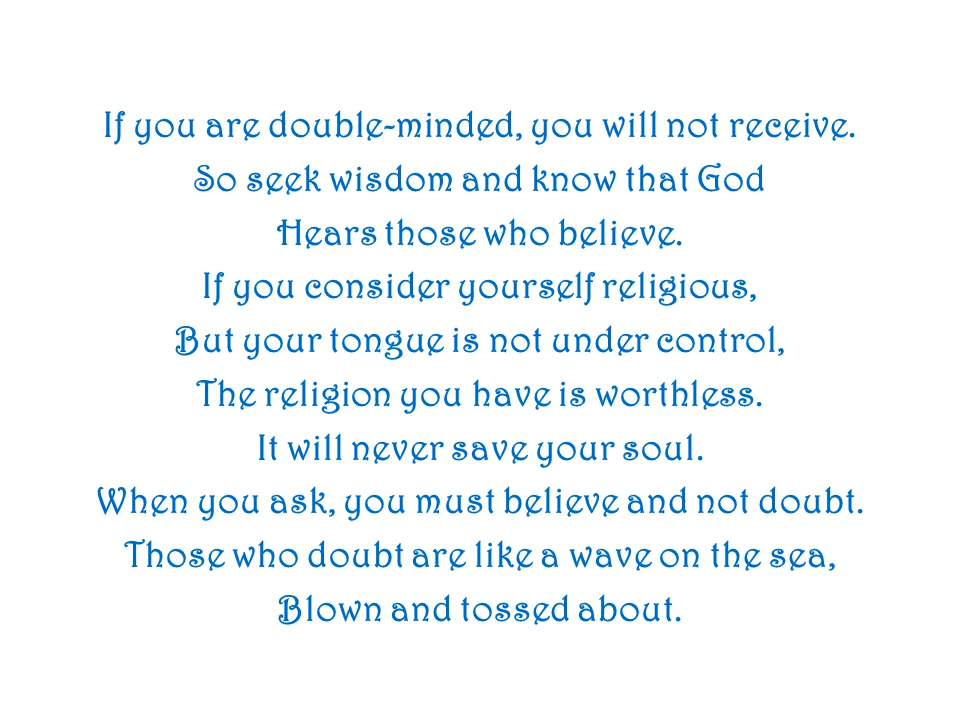 If you are double-minded, you will not receive.
So seek wisdom and know that God
Hears those who believe.
If you consider yourself religious,
But your tongue is not under control,
The religion you have is worthless.
It will never save your soul.
When you ask, you must believe and not doubt.
Those who doubt are like a wave on the sea,
Blown and tossed about.